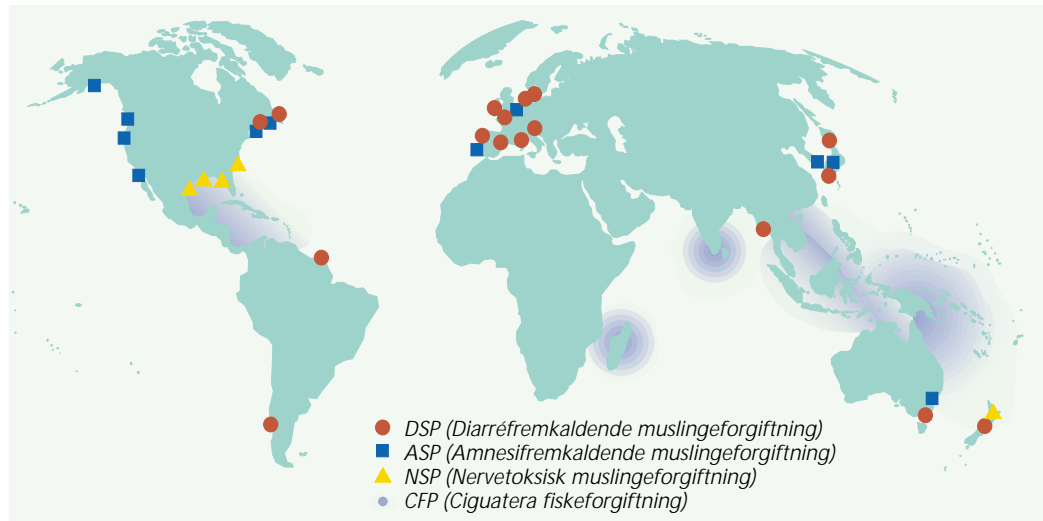 DSP (Diarréfremkaldende muslingeforgiftning)
ASP (Amnesifremkaldende muslingeforgiftning)
NSP (Nervetoksisk muslingeforgiftning)
CFP (Ciguatera fiskeforgiftning)